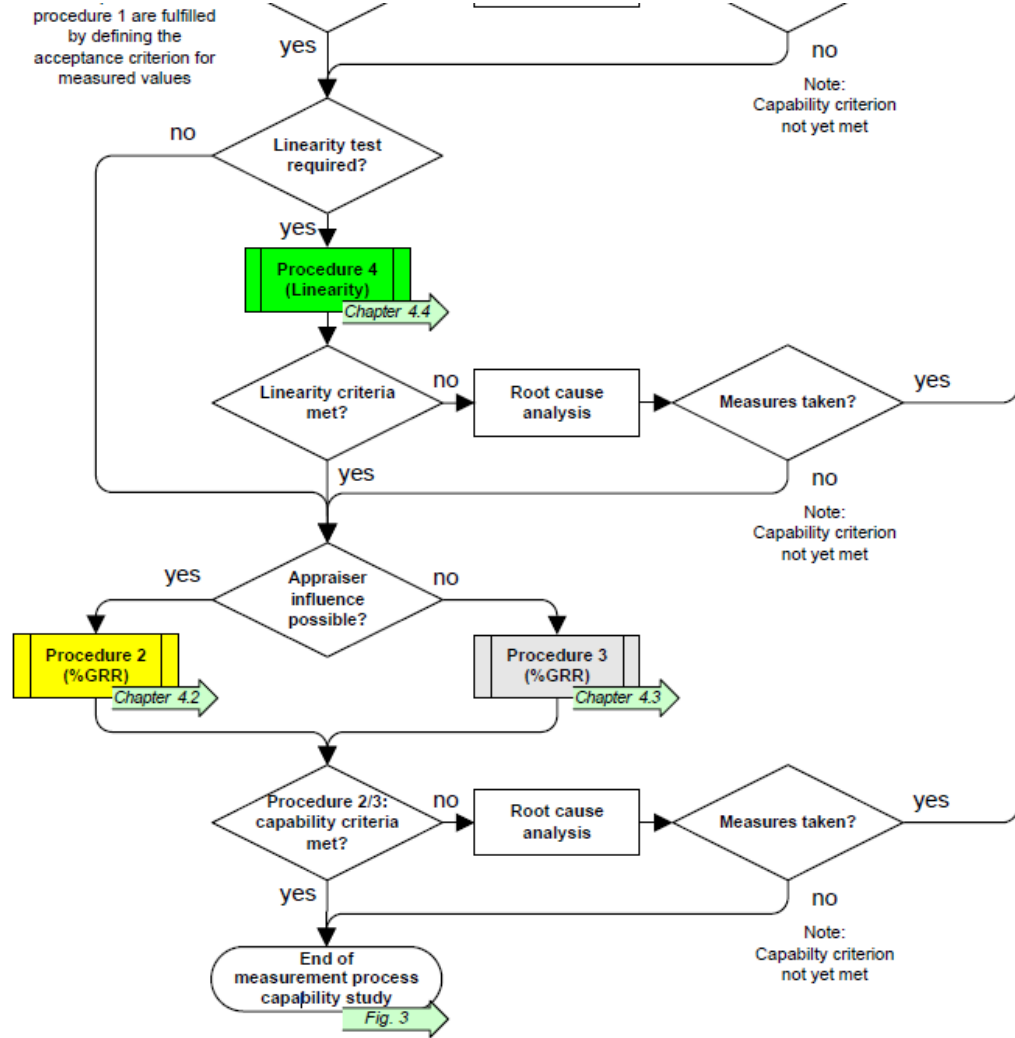 procedure 1 are fulfilled
by defining the
acceptance criterion for
measured values
yes
no
Note:
Capability criterion
not yet met
no
Linearity test
required?
yes
Procedure 4
(Linearity)
Chapter 4.4
Linearity criteria
met?
no
Root cause
analysis
Measures taken?
yes
yes
no
Note:
Capability criterion
not yet met
yes
Appraiser
influence
possible?
no
Procedure 2
(%GRR)
Chapter 4.2
Procedure 3
(%GRR)
Chapter 4.3
Procedure 2/3:
capability criteria
met?
no
Root cause
analysis
Measures taken?
yes
yes
no
Note:
Capabilty criterion
not yet met
End of
measurement process
capability study
Fig. 3